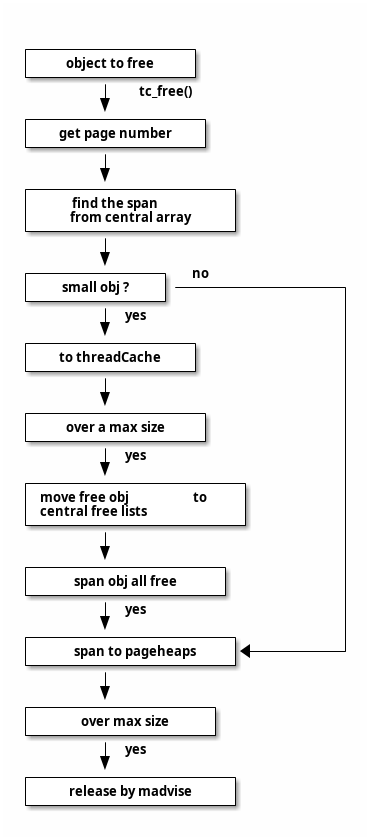 object to free
tc_free()
get page number
find the span
from central array
small obj ?
no
yes
to threadCache
over a max size
yes
move free obj to
central free lists
span obj all free
yes
span to pageheaps
over max size
yes
release by madvise